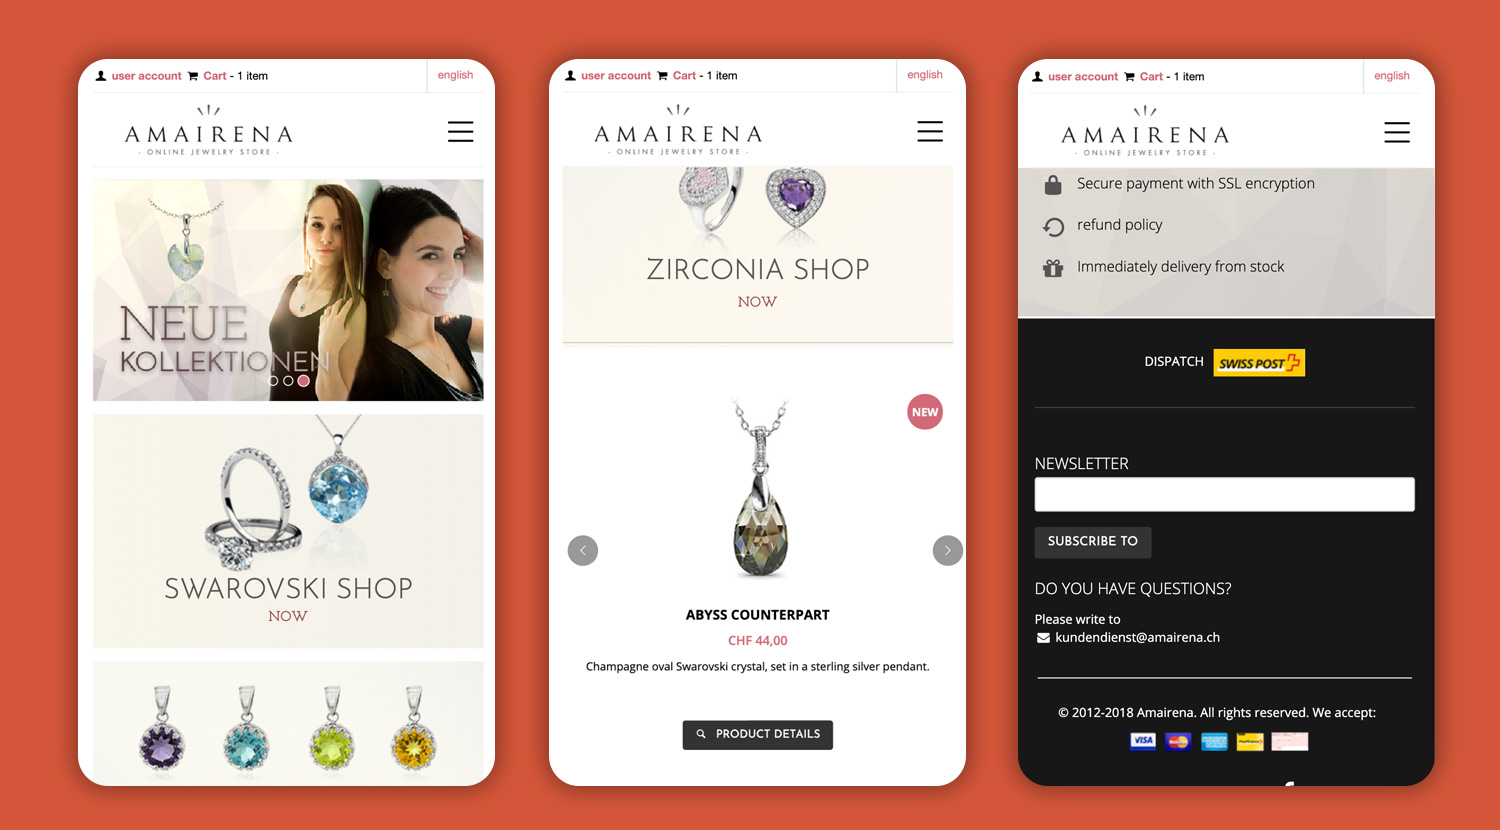 user account Cart - 1 item
english
AMAIRENA
- ONLINE JEWELRY STORE -
NEUE
KOLLEKTIONEN
SWAROVSKI SHOP
NOW
user account Cart - 1 item
english
AMAIRENA
- ONLINE JEWELRY STORE -
ZIRCONIA SHOP
NOW
NEW
ABYSS COUNTERPART
CHF 44,00
Champagne oval Swarovski crystal, set in a sterling silver pendant.
PRODUCT DETAILS
user account Cart - 1 item
english
AMAIRENA
- ONLINE JEWELRY STORE -
Secure payment with SSL encryption
refund policy
Immediately delivery from stock
DISPATCH SWISS POST
NEWSLETTER
SUBSCRIBE TO
DO YOU HAVE QUESTIONS?
Please write to
kundendienst@amairena.ch
© 2012-2018 Amairena. All rights reserved. We accept:
VISA MasterCard